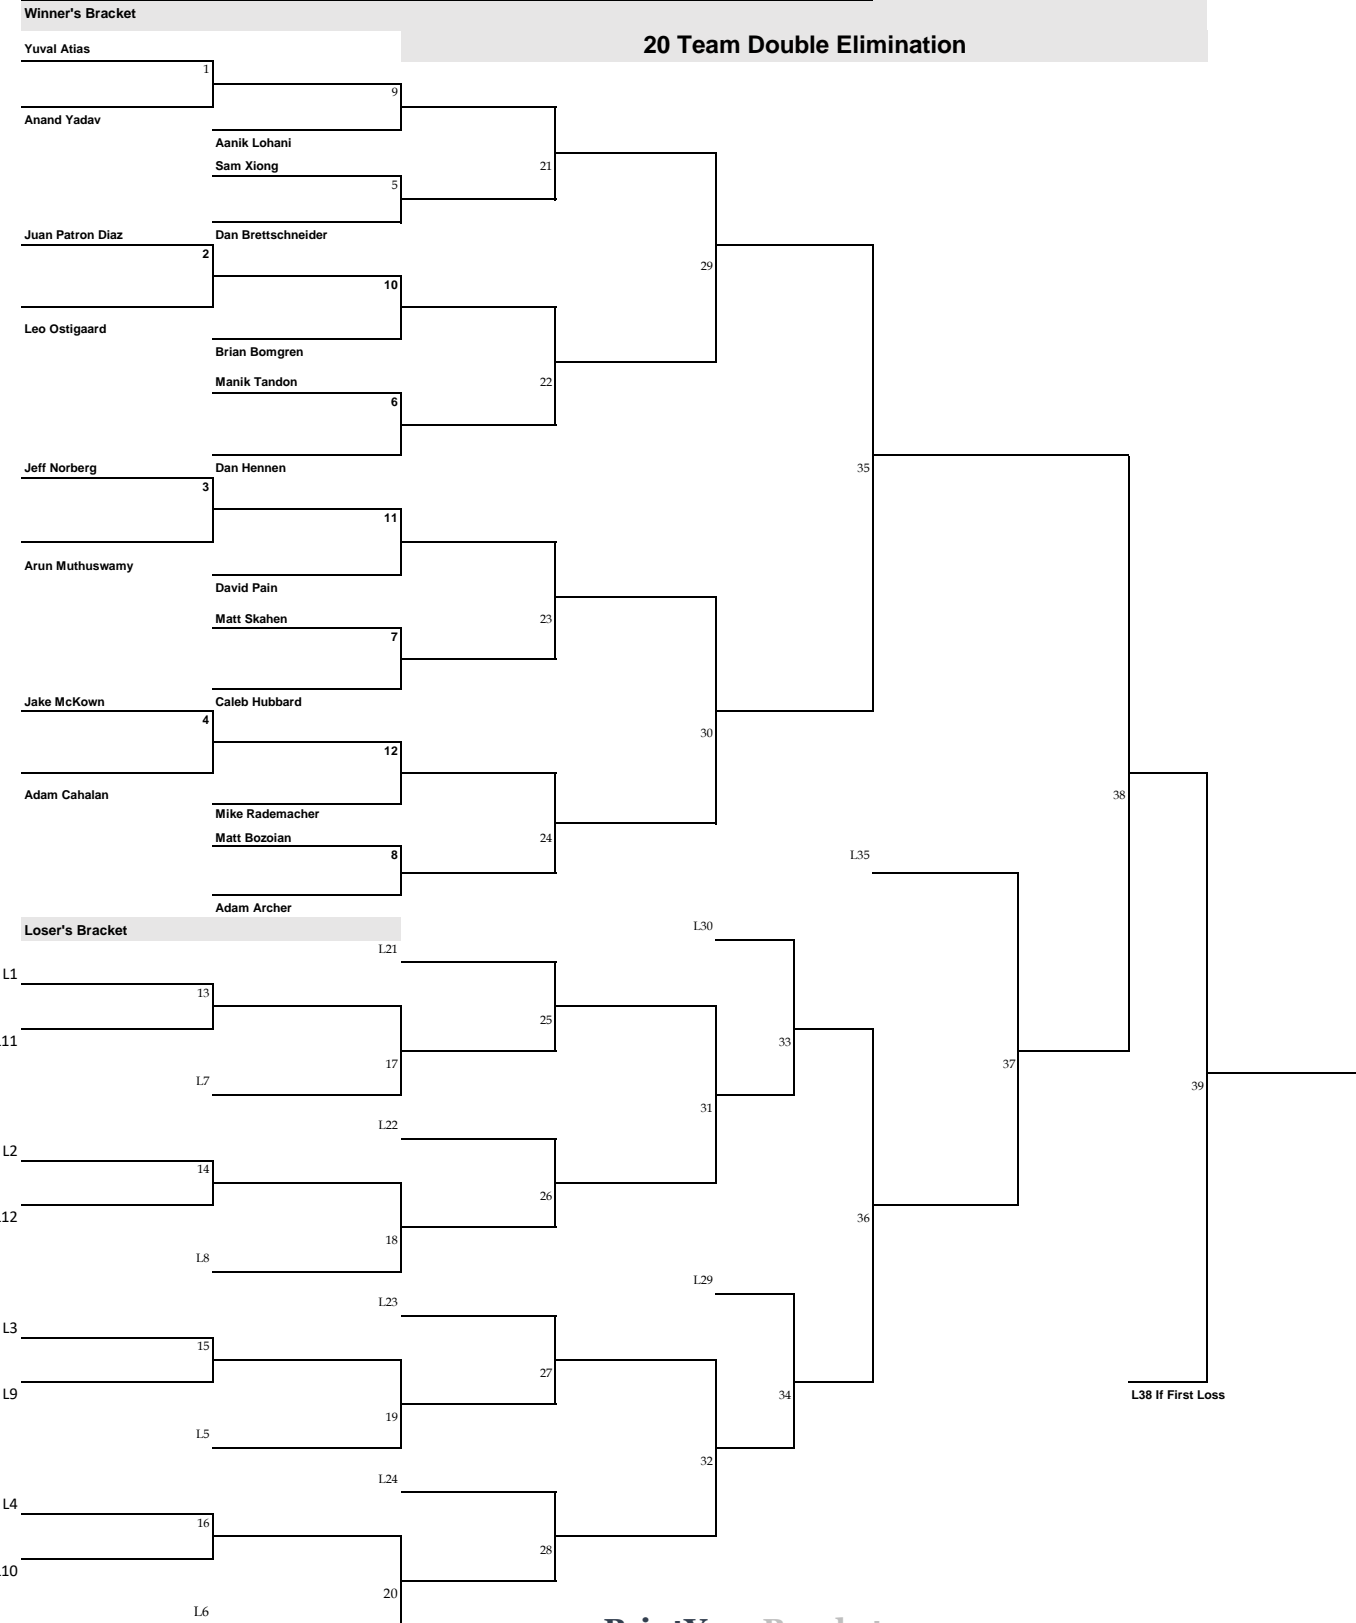 Winner's Bracket
20 Team Double Elimination
Yuval Atias
1
9
Anand Yadav
Aanik Lohani
Sam Xiong
21
5
Juan Patron Diaz
Dan Brettschneider
2
29
10
Leo Ostigaard
Brian Bomgren
Manik Tandon
22
6
Jeff Norberg
Dan Hennen
35
3
11
Arun Muthuswamy
David Pain
Matt Skahen
23
7
Jake McKown
Caleb Hubbard
4
30
12
Adam Cahalan
38
Mike Rademacher
Matt Bozoian
24
8
L35
Adam Archer
Loser's Bracket
L30
L21
L1
13
25
11
33
17
37
L7
39
31
L22
L2
14
26
12
36
18
L8
L29
L23
L3
15
27
L9
34
L38 If First Loss
19
L5
32
L24
L4
16
28
10
20
L6